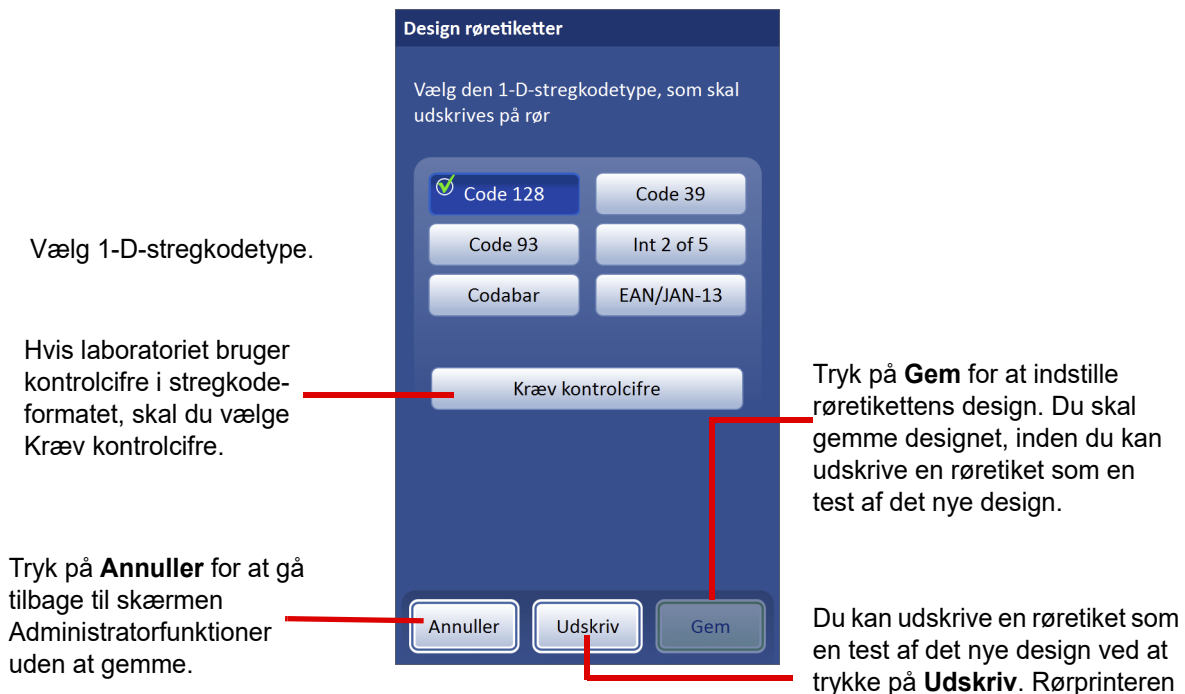 Design røretiketter
Vælg den 1-D-stregkodetype, som skal
udskrives på rør
Code 128
Code 39
Code 93
Int 2 of 5
Codabar
EAN/JAN-13
Kræv kontrolcifre
Annuller
Udskriv
Gem
Vælg 1-D-stregkodetype.
Hvis laboratoriet bruger
kontrolcifre i stregkode-
formatet, skal du vælge
Kræv kontrolcifre.
Tryk på Annuller for at gå
tilbage til skærmen
Administratorfunktioner
uden at gemme.
Tryk på Gem for at indstille
røretikettens design. Du skal
gemme designet, inden du kan
udskrive en røretiket som en
test af det nye design.
Du kan udskrive en røretiket som
en test af det nye design ved at
trykke på Udskriv. Rørprinteren